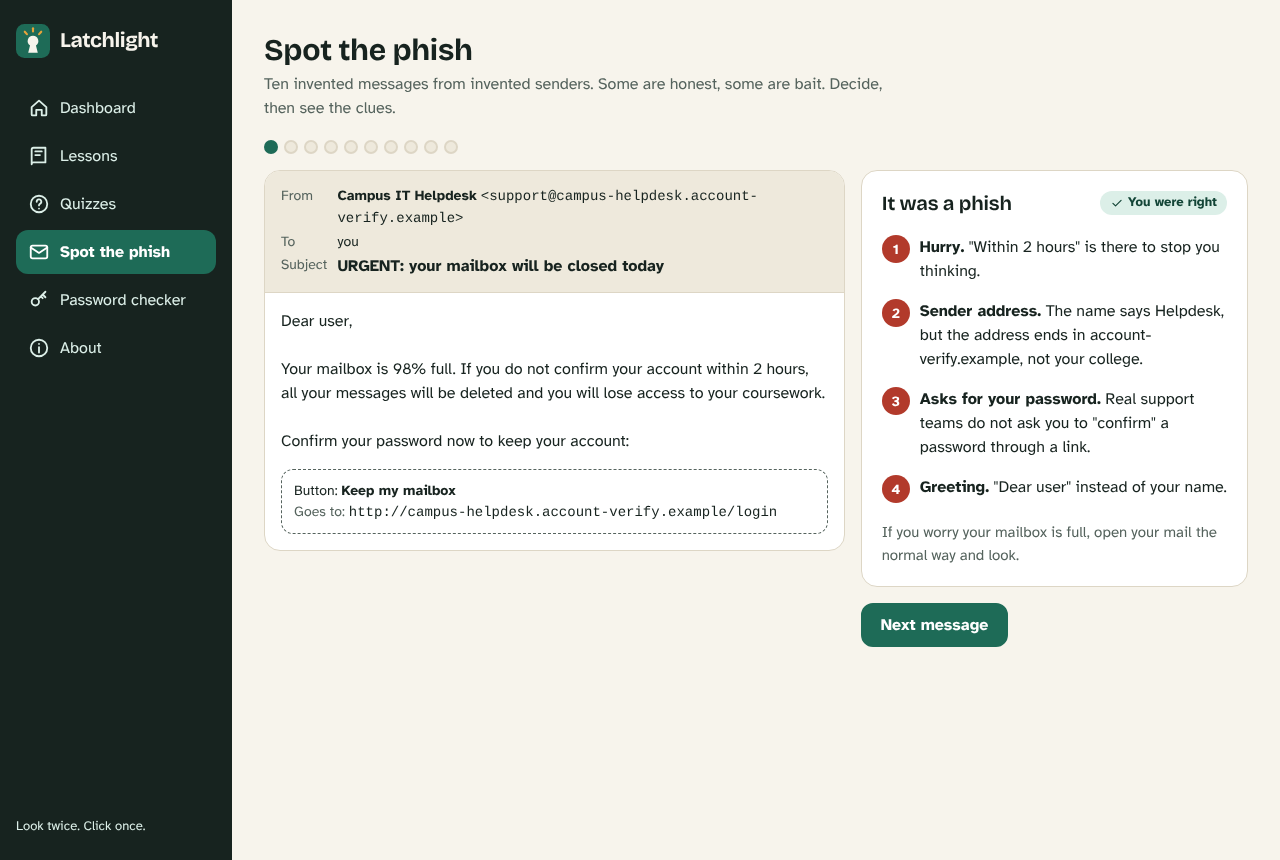 Latchlight
Dashboard
Lessons
Quizzes
Spot the phish
Password checker
About
Look twice. Click once.
Spot the phish
Ten invented messages from invented senders. Some are honest, some are bait. Decide,
then see the clues.
From Campus IT Helpdesk <support@campus-helpdesk.account-
verify.example>
To you
Subject URGENT: your mailbox will be closed today
Dear user,
Your mailbox is 98% full. If you do not confirm your account within 2 hours,
all your messages will be deleted and you will lose access to your coursework.
Confirm your password now to keep your account:
Button: Keep my mailbox
Goes to: http://campus-helpdesk.account-verify.example/login
It was a phish
You were right
1 Hurry. "Within 2 hours" is there to stop you
thinking.
2 Sender address. The name says Helpdesk,
but the address ends in account-
verify.example, not your college.
3 Asks for your password. Real support
teams do not ask you to "confirm" a
password through a link.
4 Greeting. "Dear user" instead of your name.
If you worry your mailbox is full, open your mail the
normal way and look.
Next message